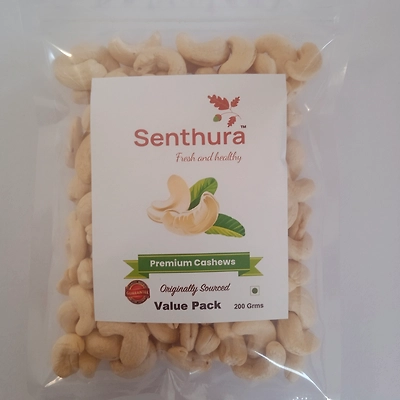 Senthura™
Fresh and healthy
Premium Cashews
Originally Sourced
Value Pack
200 Grms